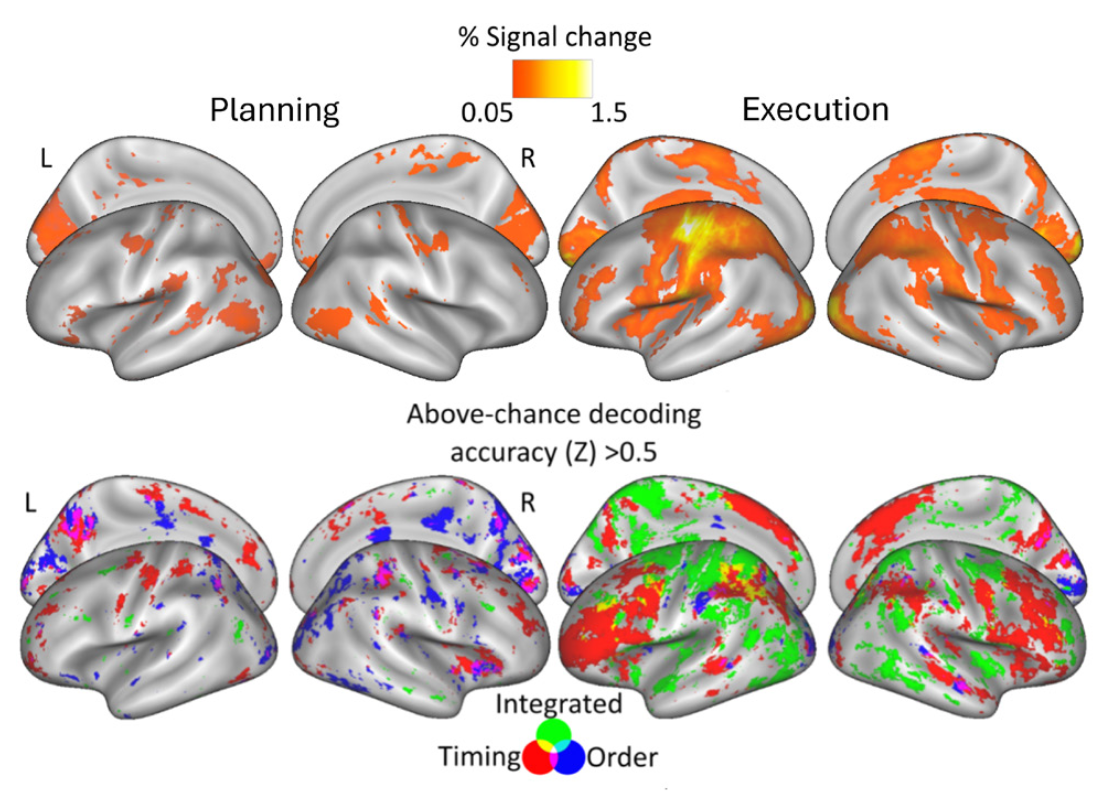 % Signal change
0.05 1.5
Planning Execution
L R
Above-chance decoding
accuracy (Z) >0.5
L R
Integrated
Timing Order